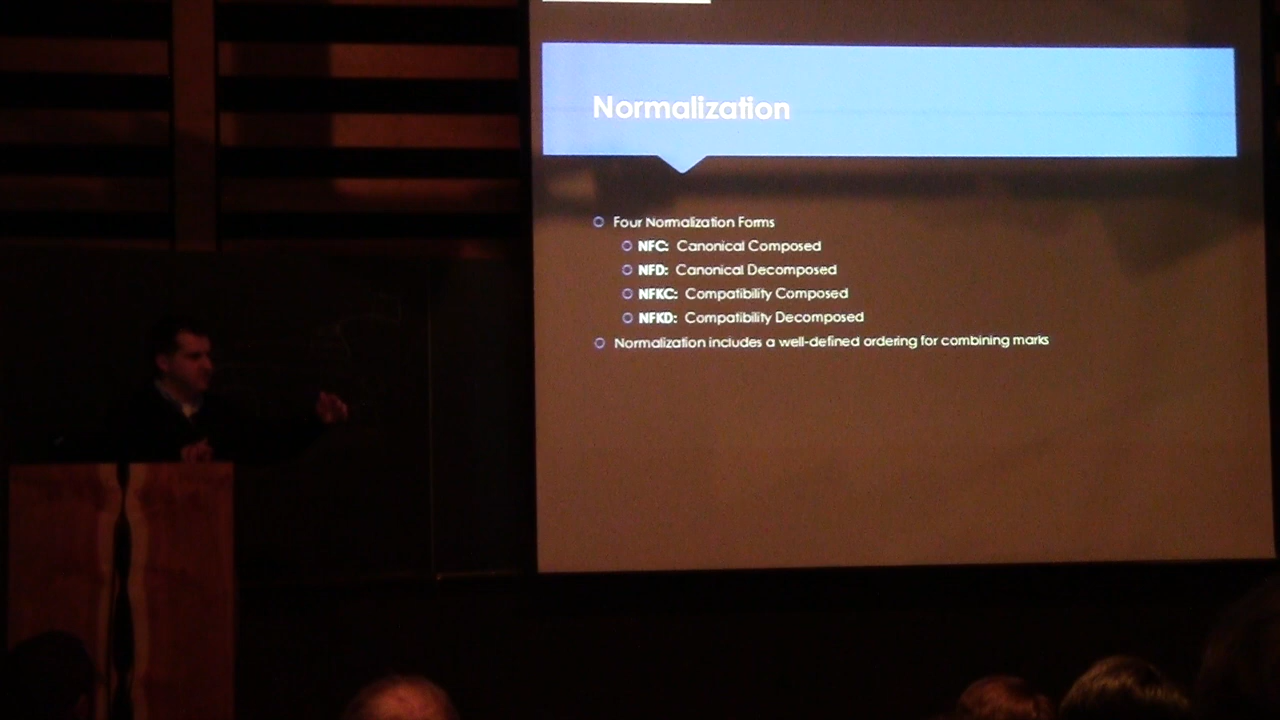 Normalization
Four Normalization Forms
NFC: Canonical Composed
NFD: Canonical Decomposed
NFKC: Compatibility Composed
NFKD: Compatibility Decomposed
Normalization includes a well-defined ordering for combining marks